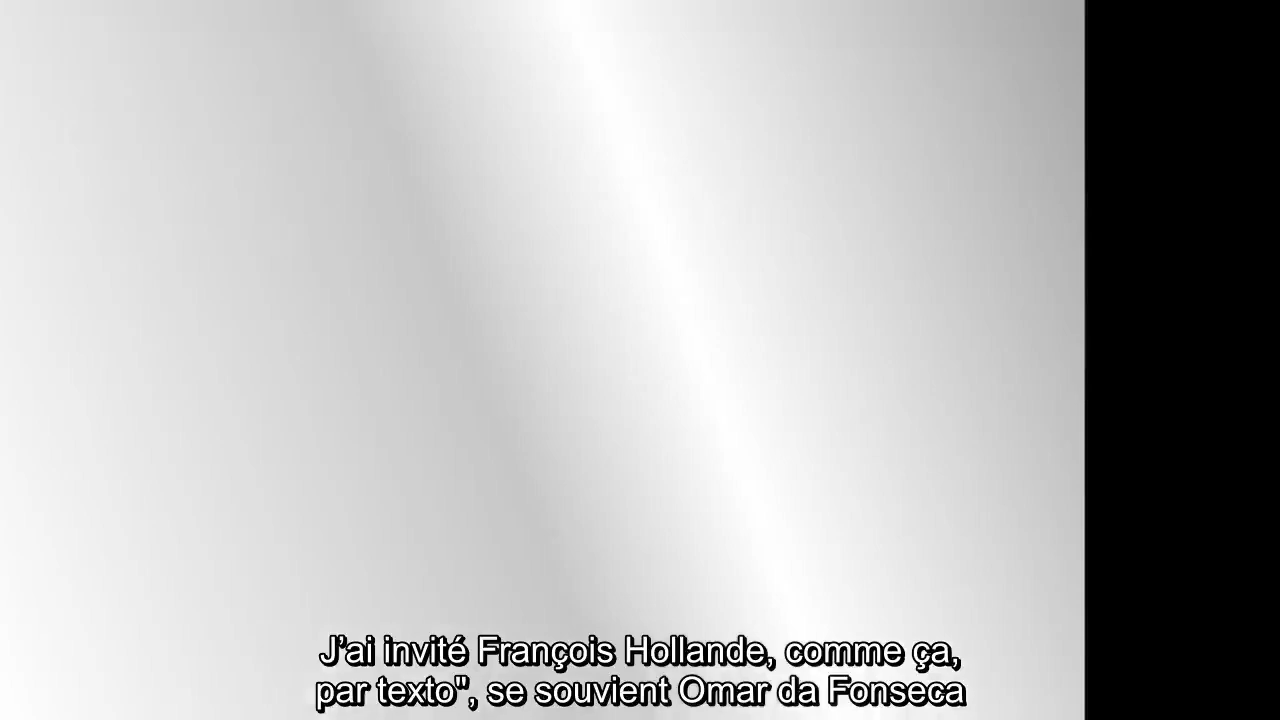 J'ai invité François Hollande, comme ça,
par texto", se souvient Omar da Fonseca